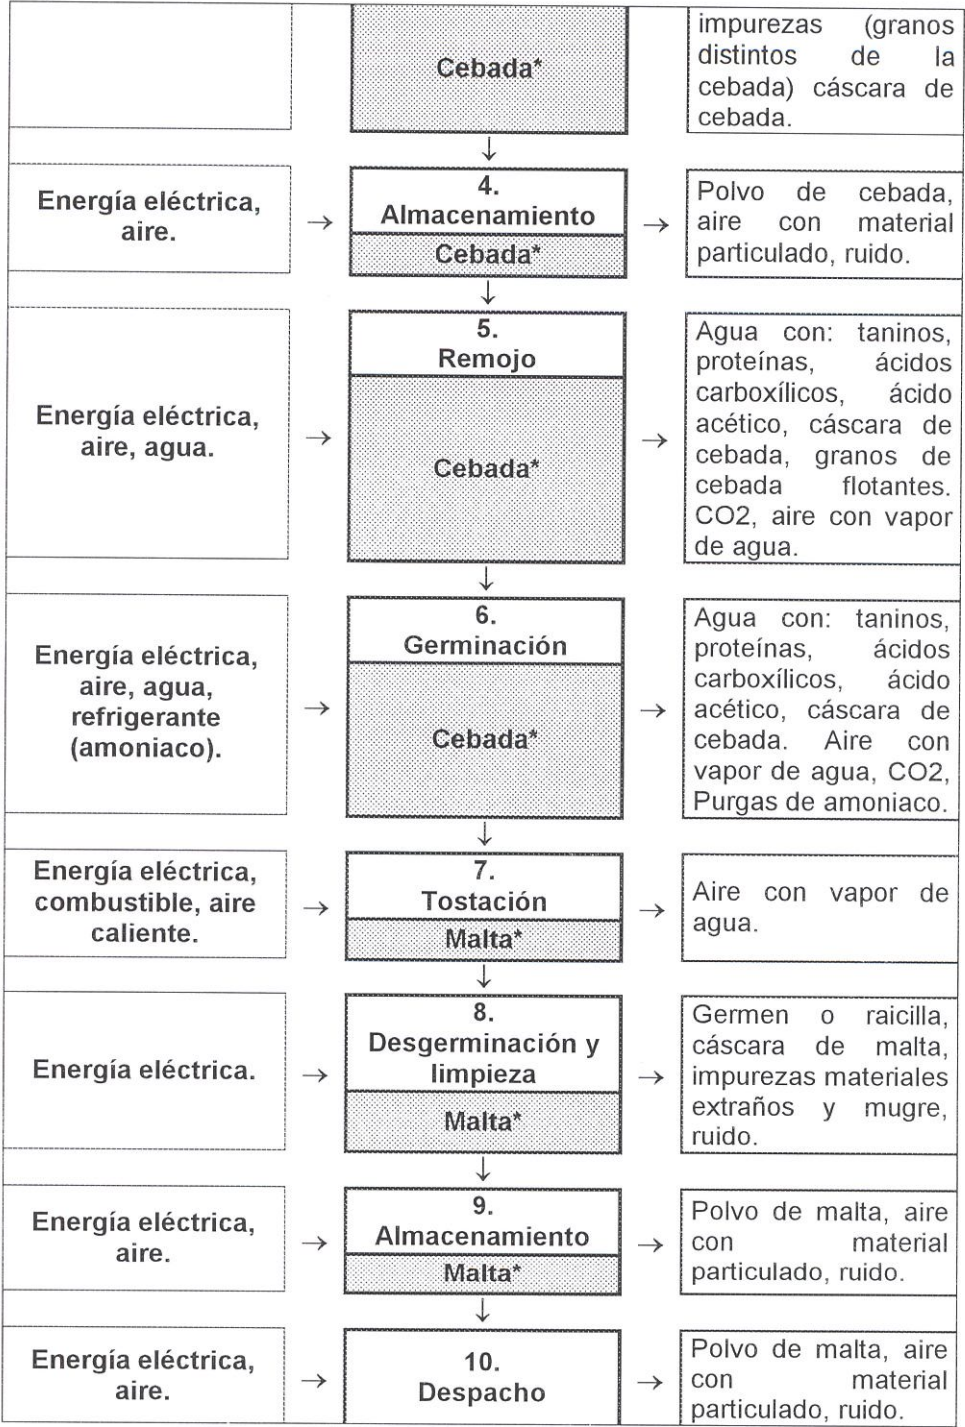 Cebada*
impurezas (granos
distintos de la
cebada) cáscara de
cebada.
↓
Energía eléctrica,
aire.
→
4.
Almacenamiento
Cebada*
→
Polvo de cebada,
aire con material
particulado, ruido.
↓
Energía eléctrica,
aire, agua.
→
5.
Remojo
Cebada*
→
Agua con: taninos,
proteínas, ácidos
carboxílicos, ácido
acético, cáscara de
cebada, granos de
cebada flotantes.
CO2, aire con vapor
de agua.
↓
Energía eléctrica,
aire, agua,
refrigerante
(amoniaco).
→
6.
Germinación
Cebada*
→
Agua con: taninos,
proteínas, ácidos
carboxílicos, ácido
acético, cáscara de
cebada. Aire con
vapor de agua, CO2,
Purgas de amoniaco.
↓
Energía eléctrica,
combustible, aire
caliente.
→
7.
Tostación
Malta*
→
Aire con vapor de
agua.
↓
Energía eléctrica.
→
8.
Desgerminación y
limpieza
Malta*
→
Germen o raicilla,
cáscara de malta,
impurezas materiales
extraños y mugre,
ruido.
↓
Energía eléctrica,
aire.
→
9.
Almacenamiento
Malta*
→
Polvo de malta, aire
con material
particulado, ruido.
↓
Energía eléctrica,
aire.
→
10.
Despacho
→
Polvo de malta, aire
con material
particulado, ruido.